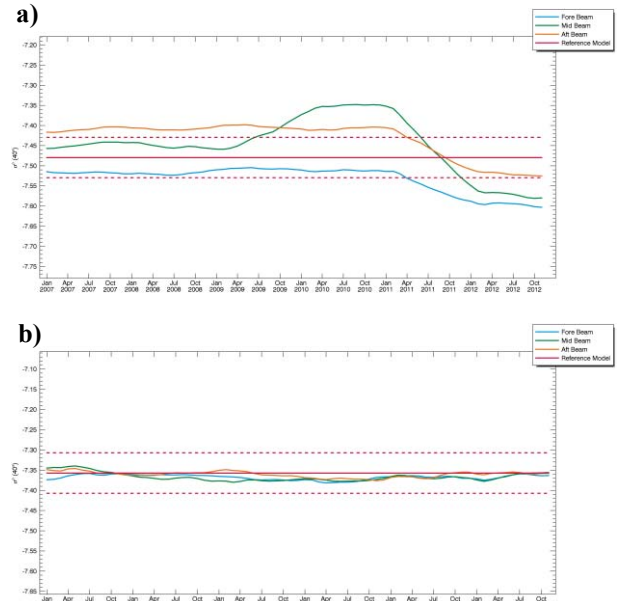 a)
Fore Beam
Mid Beam
Aft Beam
Reference Model
-7.20
-7.25
-7.30
-7.35
-7.40
-7.45
-7.50
-7.55
-7.60
-7.65
-7.70
-7.75
σ° (40°)
Jan Apr Jul Oct Jan Apr Jul Oct Jan Apr Jul Oct Jan Apr Jul Oct Jan Apr Jul Oct Jan Apr Jul Oct
2007 2007 2007 2007 2008 2008 2008 2008 2009 2009 2009 2009 2010 2010 2010 2010 2011 2011 2011 2011 2012 2012 2012 2012
b)
Fore Beam
Mid Beam
Aft Beam
Reference Model
-7.10
-7.15
-7.20
-7.25
-7.30
-7.35
-7.40
-7.45
-7.50
-7.55
-7.60
-7.65
σ° (40°)
Jan Apr Jul Oct Jan Apr Jul Oct Jan Apr Jul Oct Jan Apr Jul Oct Jan Apr Jul Oct Jan Apr Jul Oct